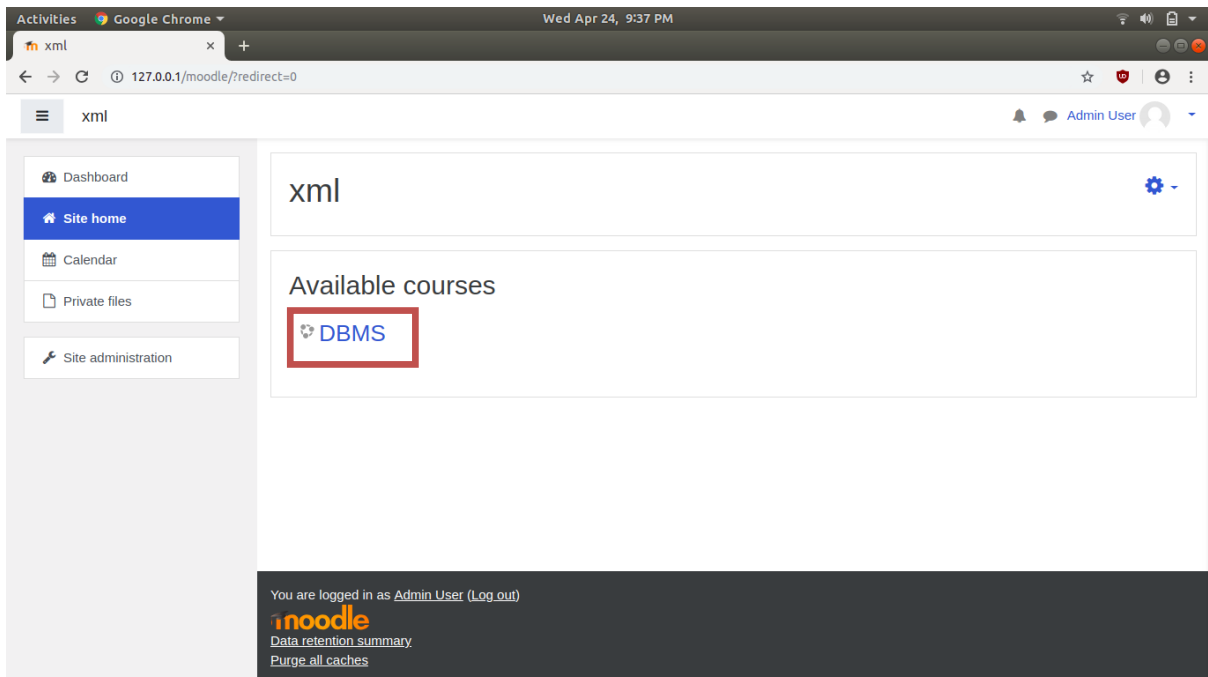 Activities Google Chrome Wed Apr 24, 9:37 PM
xml
127.0.0.1/moodle/?redirect=0
xml Admin User
Dashboard
Site home
Calendar
Private files
Site administration
xml
Available courses
DBMS
You are logged in as Admin User (Log out)
moodle
Data retention summary
Purge all caches